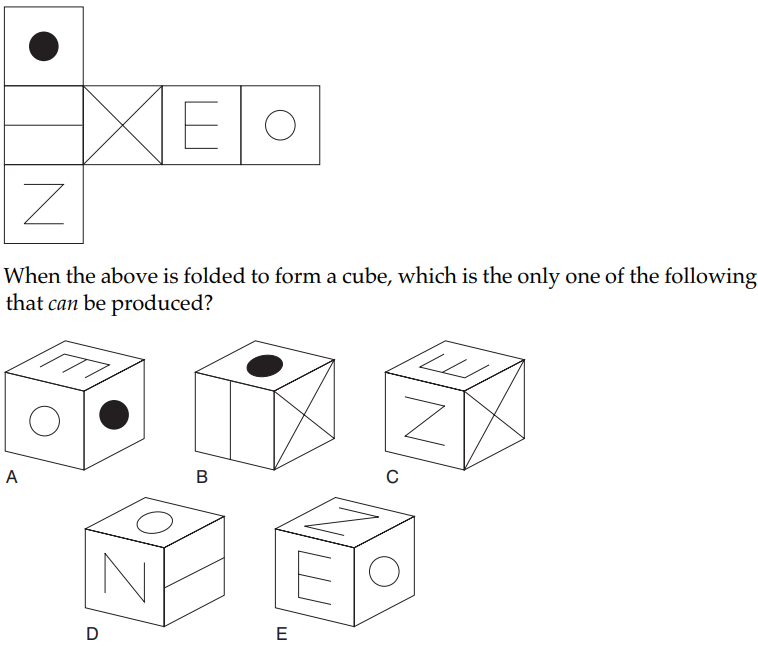 X E O
Z
When the above is folded to form a cube, which is the only one of the following
that can be produced?
E
O
A
B
E
Z X
C
O
N
D
Z
E O
E